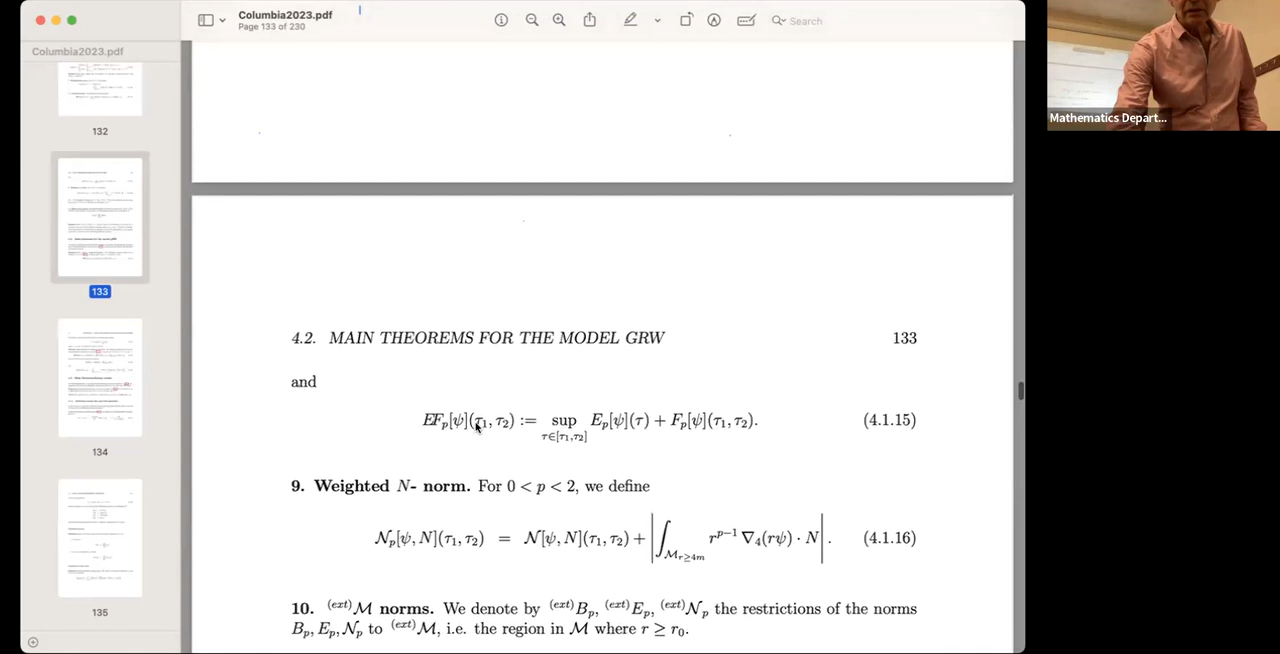 Columbia2023.pdf
Page 133 of 230
Search
Columbia2023.pdf
132
133
134
135
4.2. MAIN THEOREMS FOR THE MODEL GRW 133
and
EF_p[ψ](τ_1, τ_2) := sup_{τ∈[τ_1,τ_2]} E_p[ψ](τ) + F_p[ψ](τ_1, τ_2). (4.1.15)
9. Weighted N- norm. For 0 < p < 2, we define
𝒩_p[ψ, N](τ_1, τ_2) = 𝒩[ψ, N](τ_1, τ_2) + |∫_{ℳ_{r≥4m}} r^{p−1} ∇_4(rψ) · N|. (4.1.16)
10. ^{(ext)}ℳ norms. We denote by ^{(ext)}B_p, ^{(ext)}E_p, ^{(ext)}𝒩_p the restrictions of the norms
B_p, E_p, 𝒩_p to ^{(ext)}ℳ, i.e. the region in ℳ where r ≥ r_0.
Mathematics Depart...